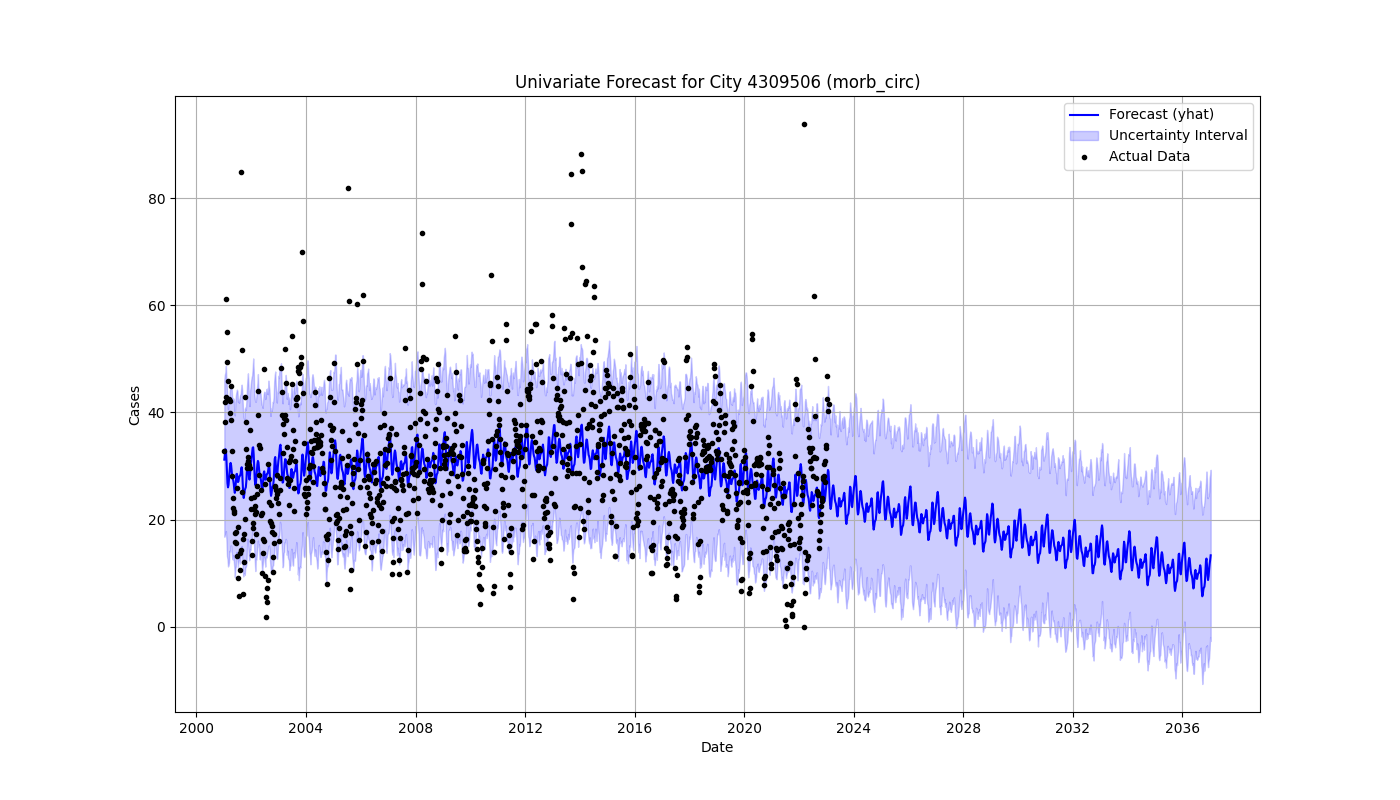 Univariate Forecast for City 4309506 (morb_circ)
Forecast (yhat)
Uncertainty Interval
Actual Data
Cases
80
60
40
20
0
2000 2004 2008 2012 2016 2020 2024 2028 2032 2036
Date